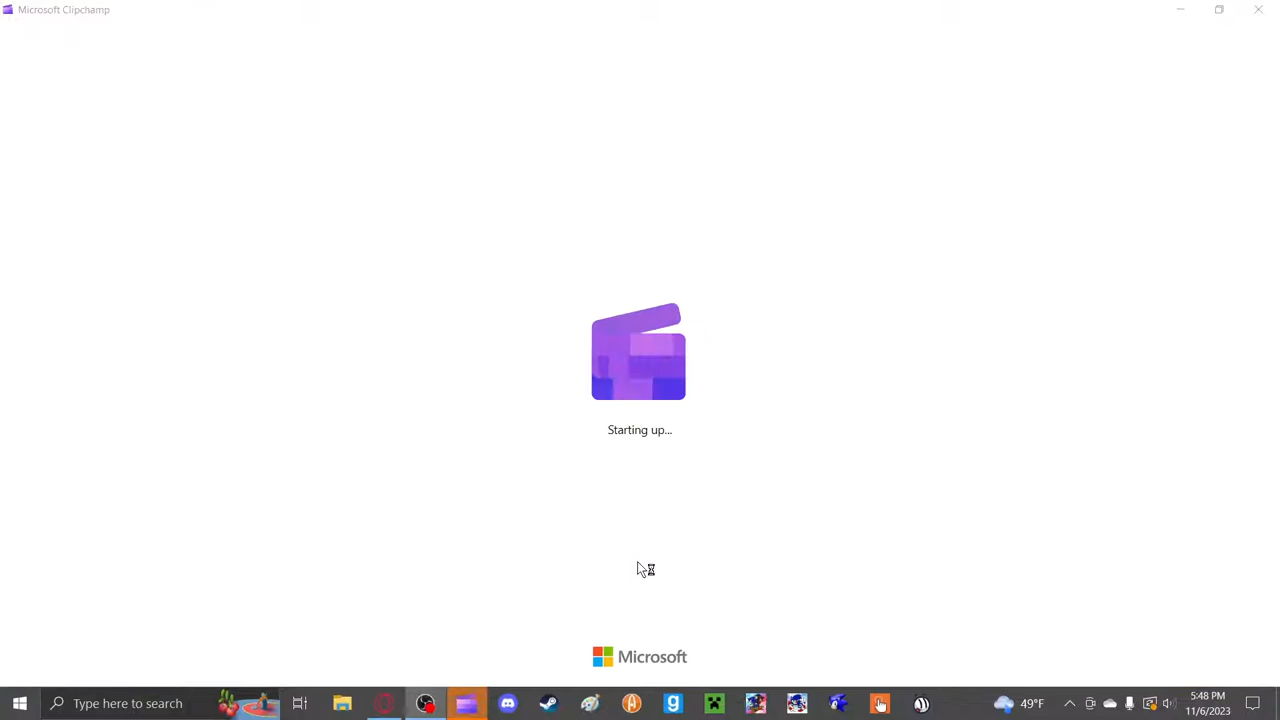 Microsoft Clipchamp
Starting up...
Microsoft
Type here to search
49°F
5:48 PM
11/6/2023